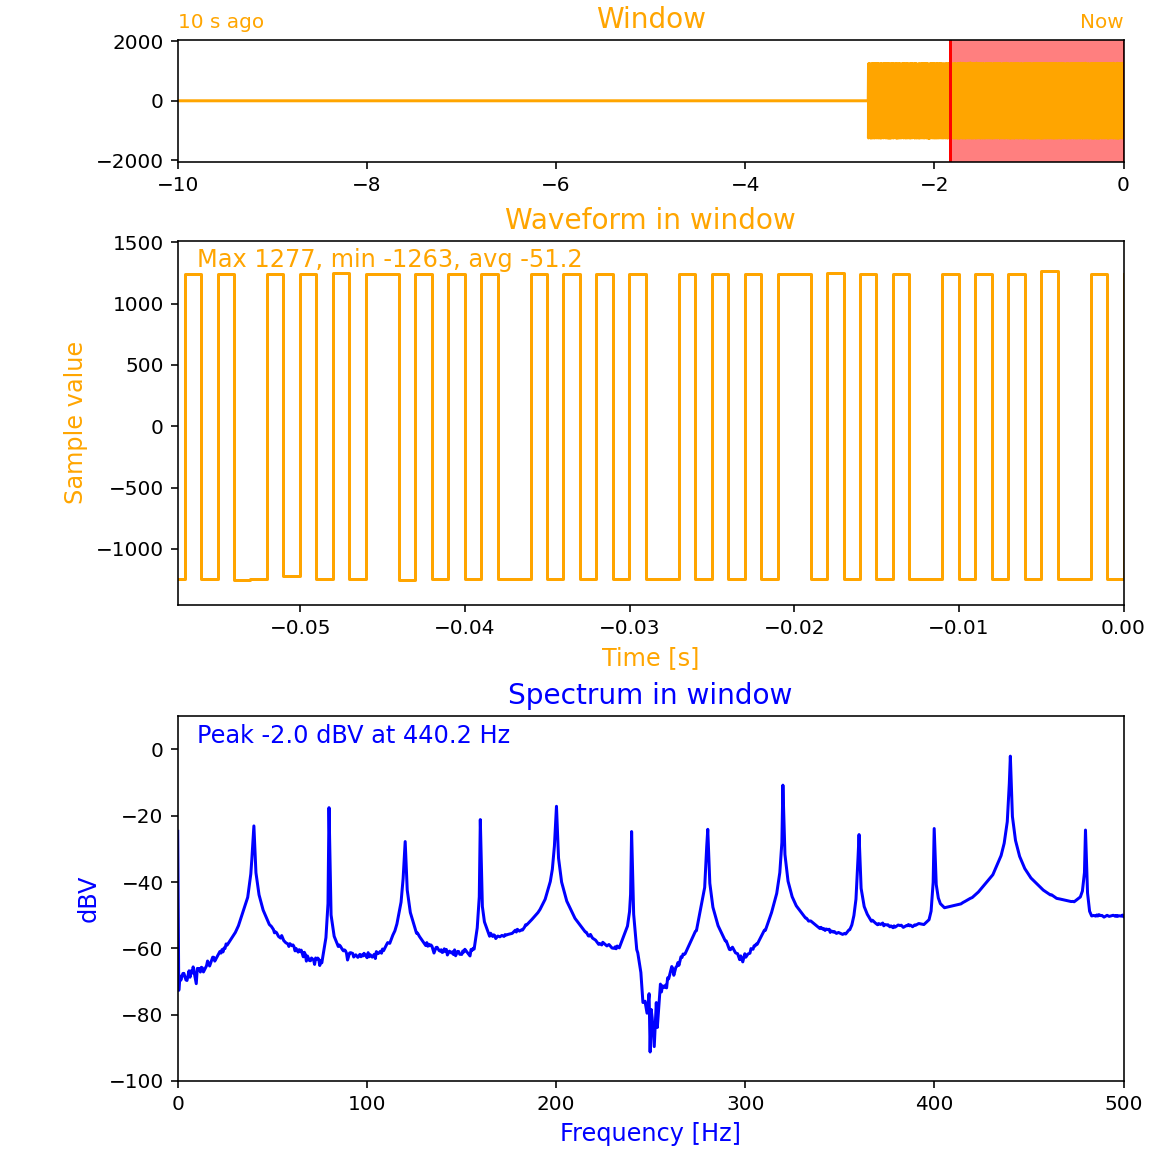 10 s ago Window Now
2000
0
−2000
−10 −8 −6 −4 −2 0
Waveform in window
Max 1277, min -1263, avg -51.2
1500
1000
500
0
−500
−1000
Sample value
−0.05 −0.04 −0.03 −0.02 −0.01 0.00
Time [s]
Spectrum in window
Peak -2.0 dBV at 440.2 Hz
0
−20
−40
−60
−80
−100
dBV
0 100 200 300 400 500
Frequency [Hz]